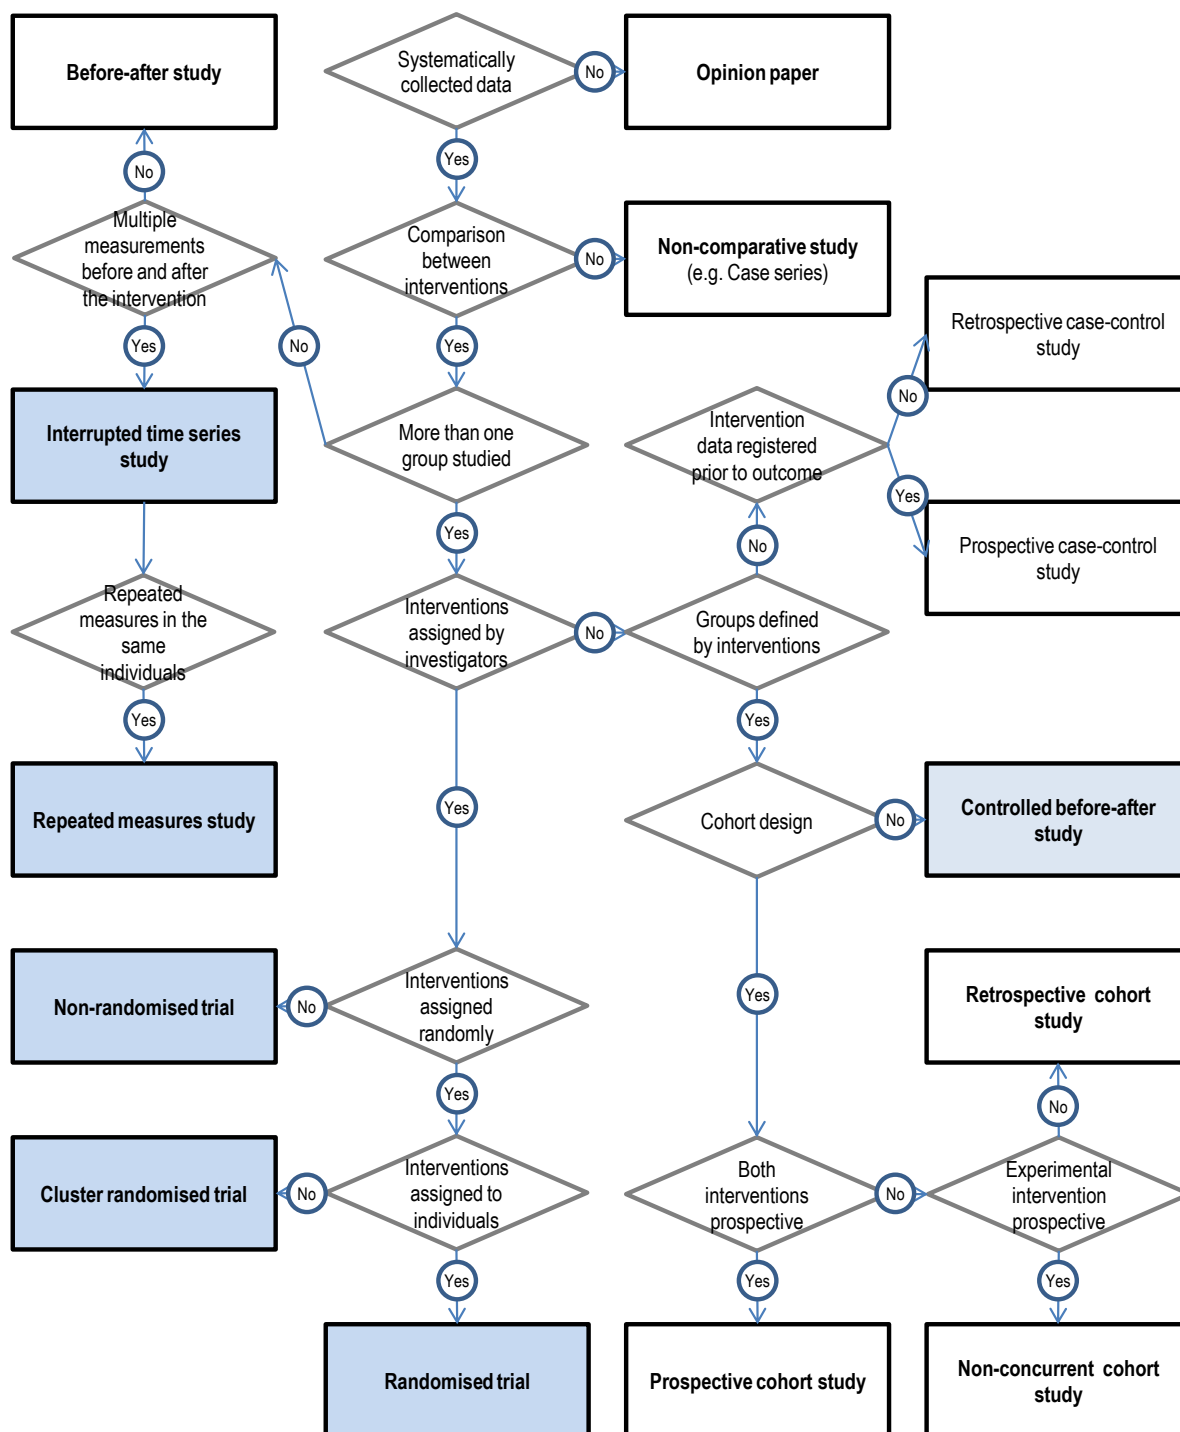 Before-after study
Systematically
collected data
No
Opinion paper
Yes
No
Multiple
measurements
before and after
the intervention
Comparison
between
interventions
No
Non-comparative study
(e.g. Case series)
Yes
No
Yes
Retrospective case-control
study
No
Interrupted time series
study
More than one
group studied
Intervention
data registered
prior to outcome
Yes
Prospective case-control
study
Yes
No
Repeated
measures in the
same
individuals
Interventions
assigned by
investigators
No
Groups defined
by interventions
Yes
Yes
Repeated measures study
Yes
Cohort design
No
Controlled before-after
study
Non-randomised trial
No
Interventions
assigned
randomly
Yes
Retrospective cohort
study
Yes
No
Cluster randomised trial
No
Interventions
assigned to
individuals
Both
interventions
prospective
No
Experimental
intervention
prospective
Yes
Yes
Yes
Randomised trial
Prospective cohort study
Non-concurrent cohort
study